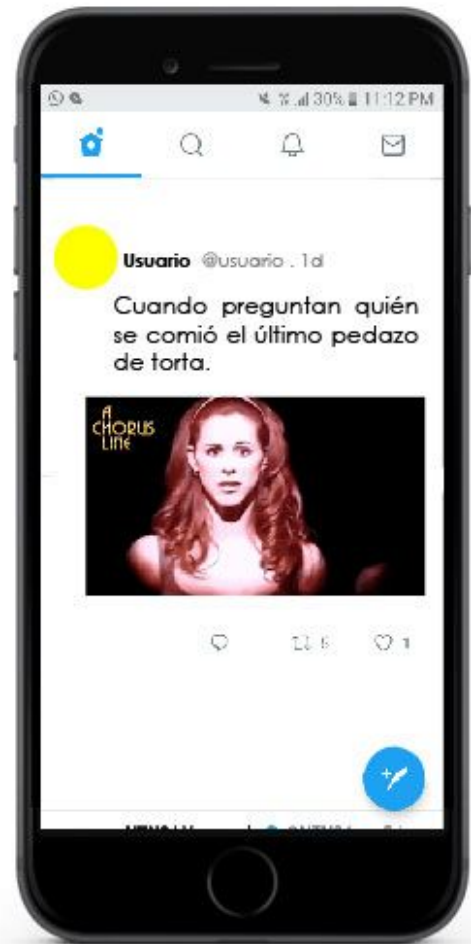 30% 11:12 PM
Usuario @usuario . 1d
Cuando preguntan quién
se comió el último pedazo
de torta.
A
CHORUS
LINE